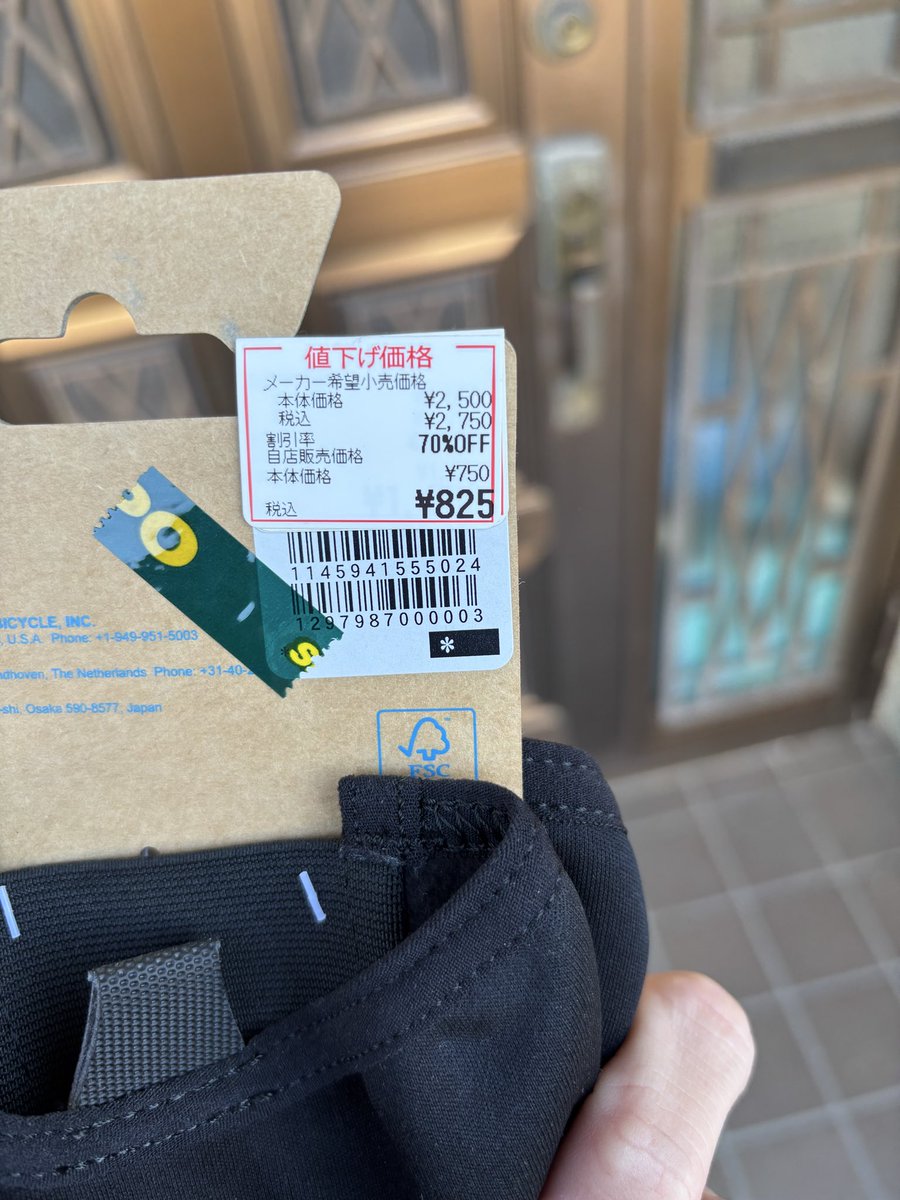 値下げ価格
メーカー希望小売価格
本体価格 ¥2,500
税込 ¥2,750
割引率 70%OFF
自店販売価格
本体価格 ¥750
税込 ¥825
1145941555024
1297987000003
*
O
S
BICYCLE, INC.
, U.S.A. Phone: +1-949-951-5003
ndhoven, The Netherlands Phone: +31-40-
-shi, Osaka 590-8577, Japan
FSC